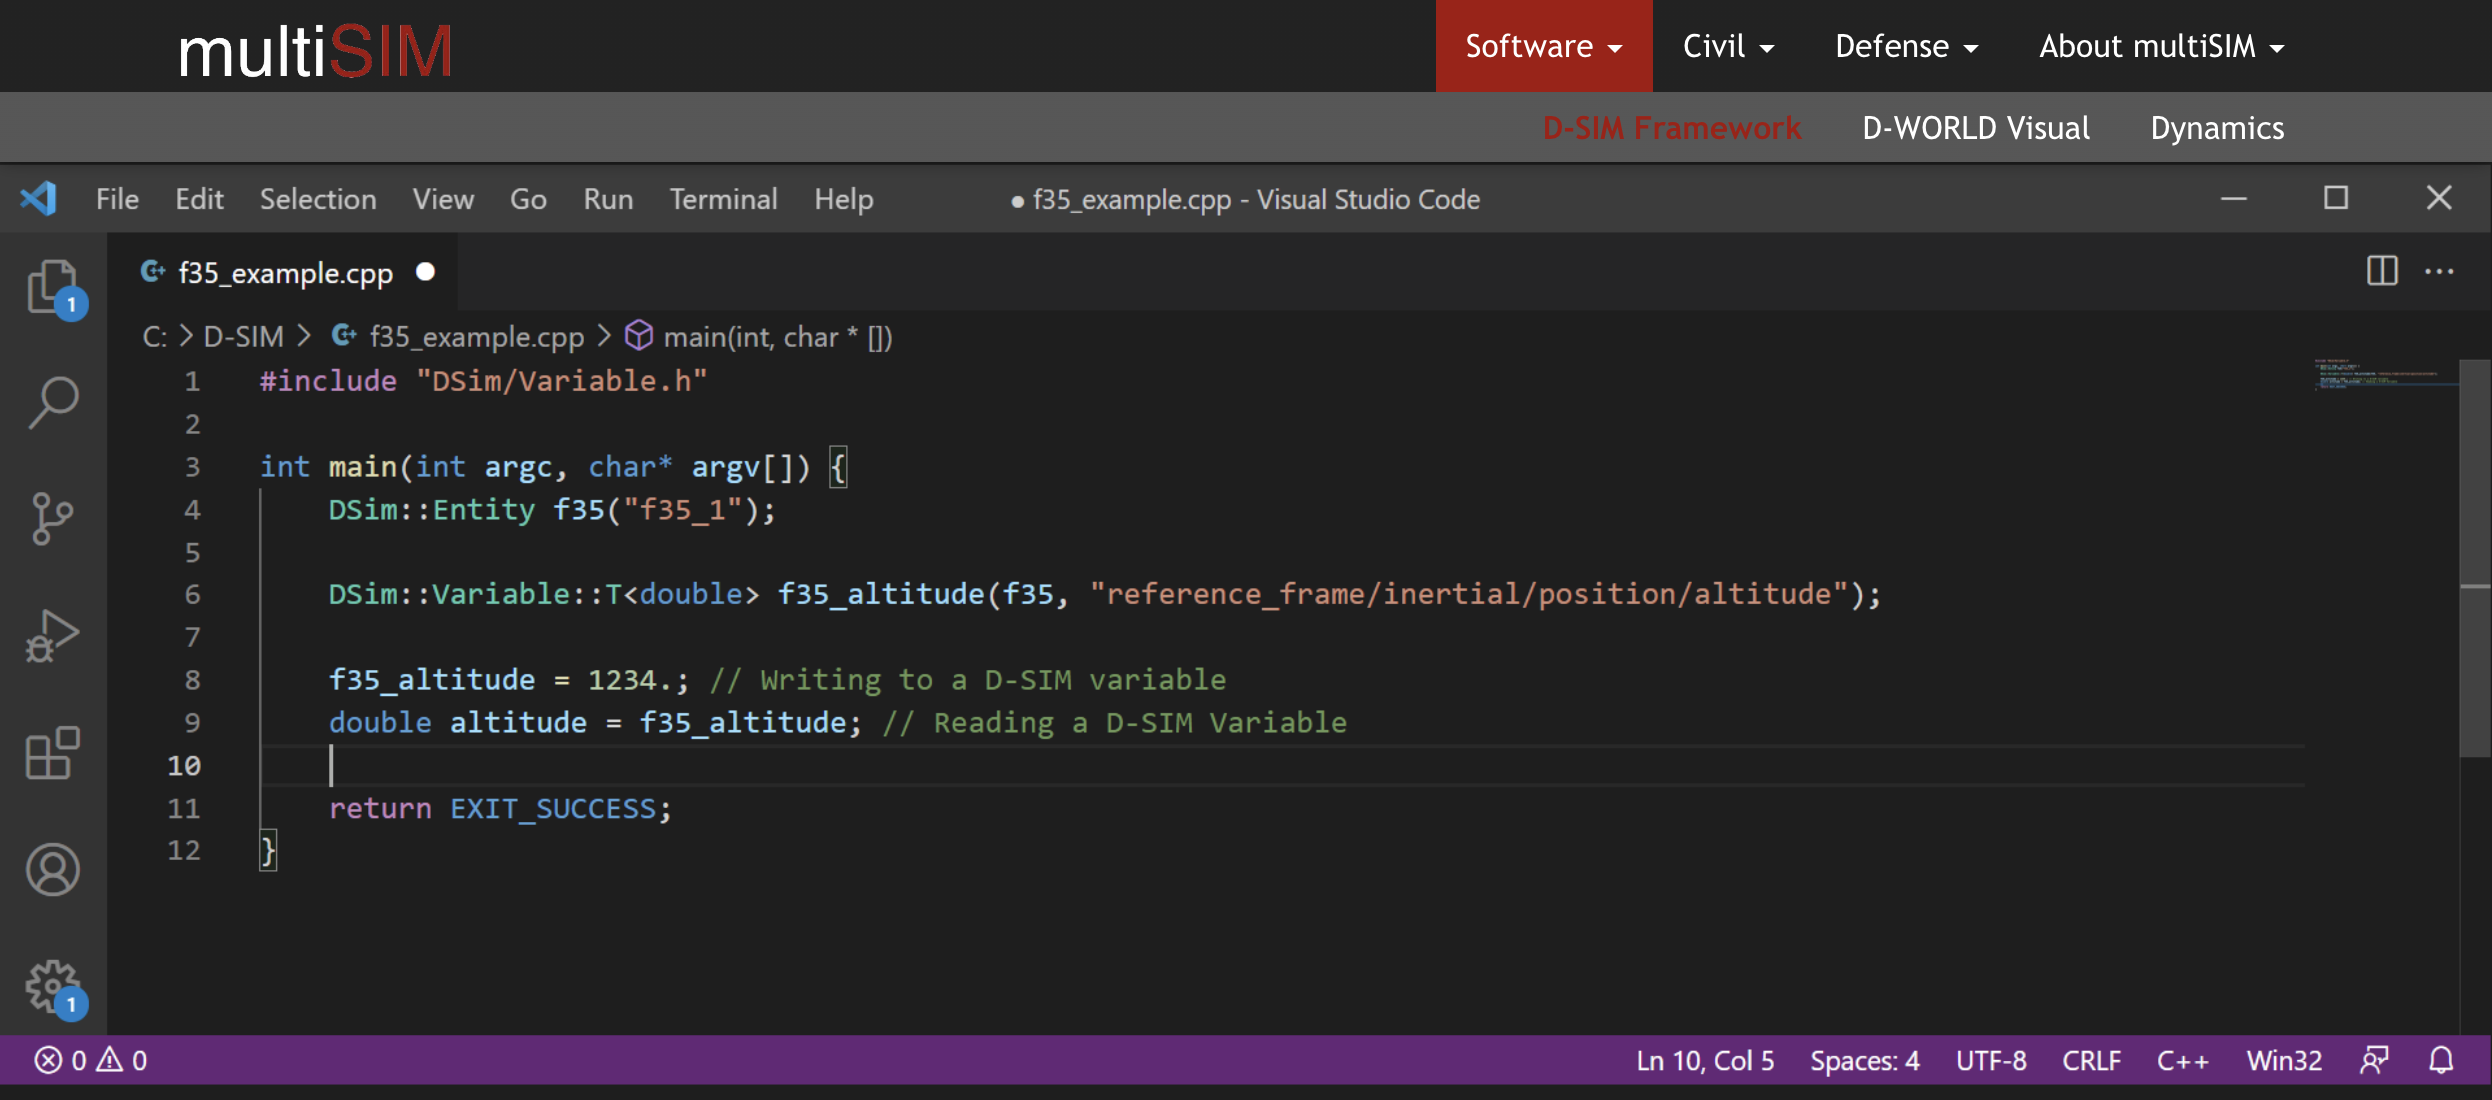 multiSIM
Software Civil Defense About multiSIM
D-SIM Framework D-WORLD Visual Dynamics
File Edit Selection View Go Run Terminal Help ● f35_example.cpp - Visual Studio Code
f35_example.cpp ●
1
C: > D-SIM > f35_example.cpp > main(int, char * [])
1 #include "DSim/Variable.h"
2
3 int main(int argc, char* argv[]) {
4 DSim::Entity f35("f35_1");
5
6 DSim::Variable::T<double> f35_altitude(f35, "reference_frame/inertial/position/altitude");
7
8 f35_altitude = 1234.; // Writing to a D-SIM variable
9 double altitude = f35_altitude; // Reading a D-SIM Variable
10
11 return EXIT_SUCCESS;
12 }
1
0 0 Ln 10, Col 5 Spaces: 4 UTF-8 CRLF C++ Win32